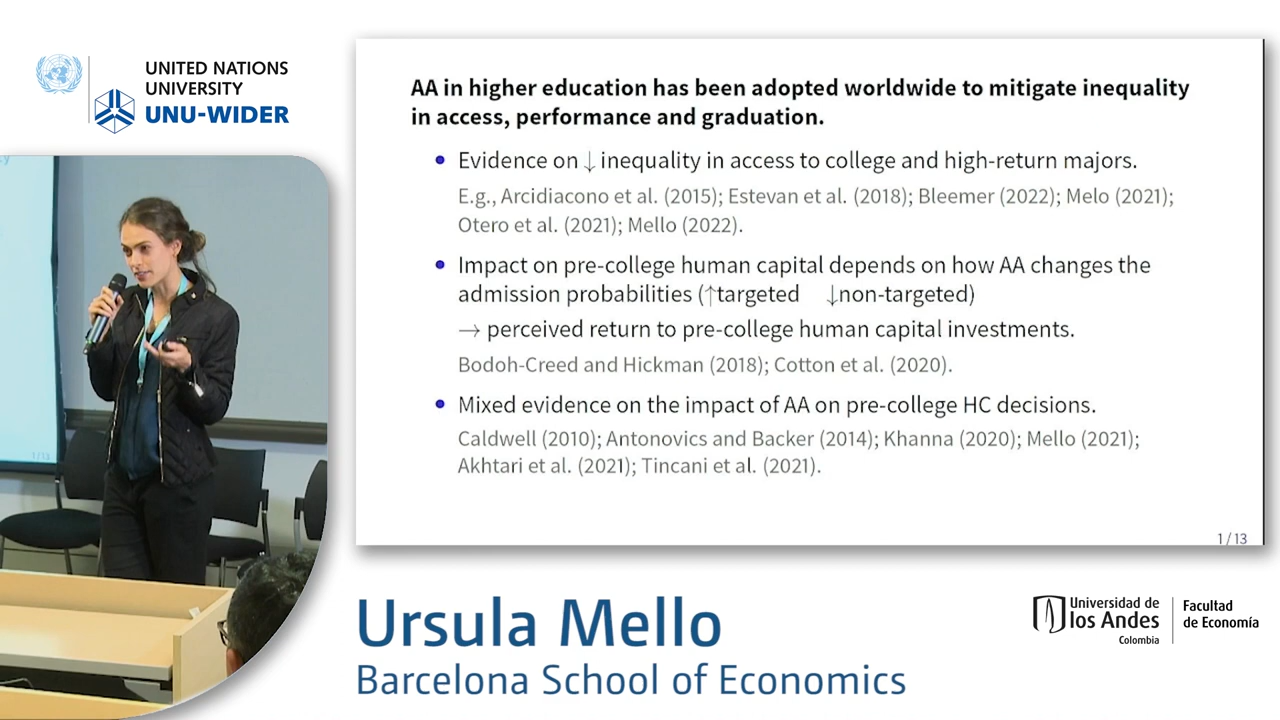 UNITED NATIONS
UNIVERSITY
UNU-WIDER
AA in higher education has been adopted worldwide to mitigate inequality
in access, performance and graduation.
Evidence on ↓ inequality in access to college and high-return majors.
E.g., Arcidiacono et al. (2015); Estevan et al. (2018); Bleemer (2022); Melo (2021);
Otero et al. (2021); Mello (2022).
Impact on pre-college human capital depends on how AA changes the
admission probabilities (↑targeted ↓non-targeted)
→ perceived return to pre-college human capital investments.
Bodoh-Creed and Hickman (2018); Cotton et al. (2020).
Mixed evidence on the impact of AA on pre-college HC decisions.
Caldwell (2010); Antonovics and Backer (2014); Khanna (2020); Mello (2021);
Akhtari et al. (2021); Tincani et al. (2021).
1 / 13
1/13
Ursula Mello
Barcelona School of Economics
Universidad de
los Andes
Colombia
Facultad
de Economía